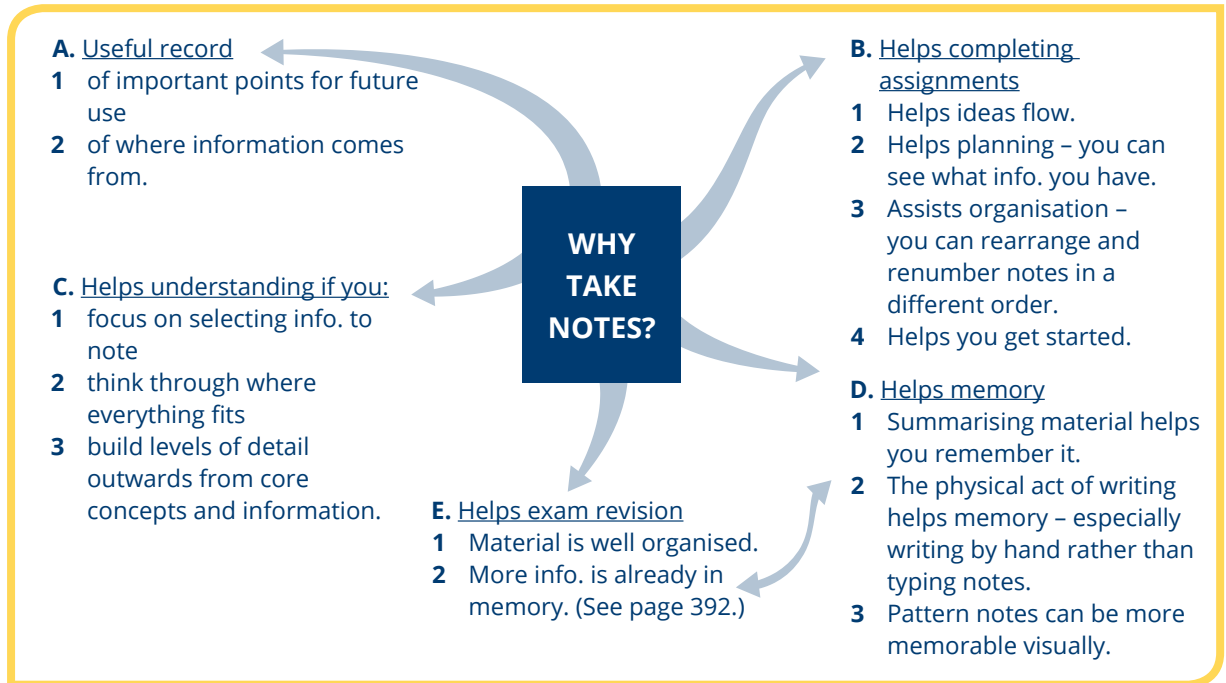 A. Useful record
1 of important points for future
use
2 of where information comes
from.
B. Helps completing
assignments
1 Helps ideas flow.
2 Helps planning – you can
see what info. you have.
3 Assists organisation –
you can rearrange and
renumber notes in a
different order.
4 Helps you get started.
WHY
TAKE
NOTES?
C. Helps understanding if you:
1 focus on selecting info. to
note
2 think through where
everything fits
3 build levels of detail
outwards from core
concepts and information.
D. Helps memory
1 Summarising material helps
you remember it.
2 The physical act of writing
helps memory – especially
writing by hand rather than
typing notes.
3 Pattern notes can be more
memorable visually.
E. Helps exam revision
1 Material is well organised.
2 More info. is already in
memory. (See page 392.)